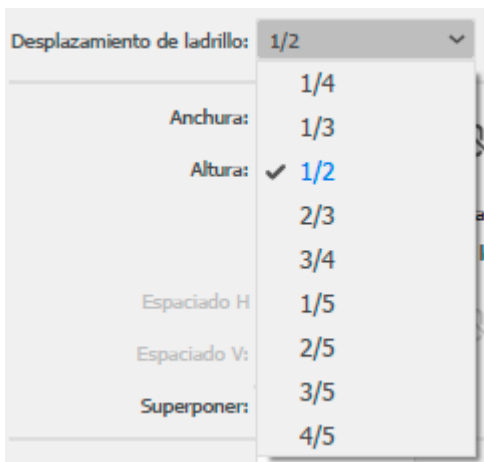 Desplazamiento de ladrillo: 1/2
1/4
Anchura: 1/3
Altura: 1/2
2/3
3/4
Espaciado H 1/5
Espaciado V: 2/5
Superponer: 3/5
4/5